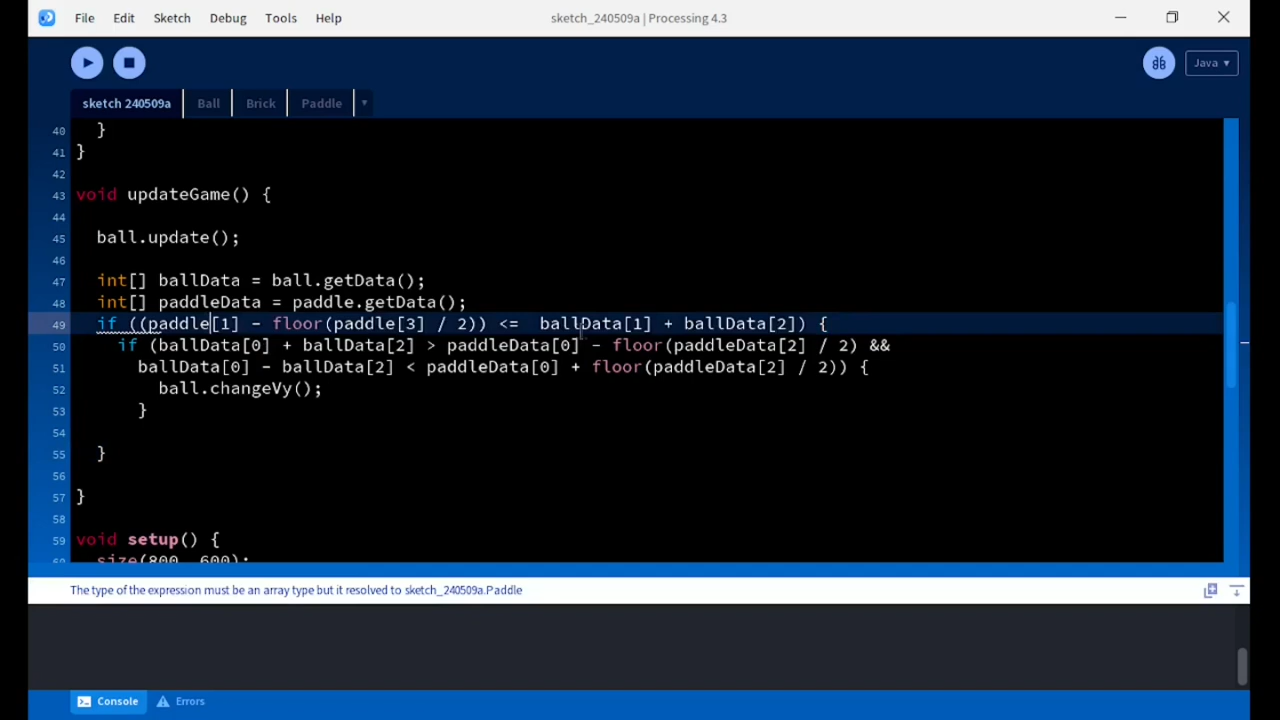 File Edit Sketch Debug Tools Help sketch_240509a | Processing 4.3
Java ▾
sketch 240509a Ball Brick Paddle ▾
40 }
41 }
42
43 void updateGame() {
44
45 ball.update();
46
47 int[] ballData = ball.getData();
48 int[] paddleData = paddle.getData();
49 if ((paddle[1] - floor(paddle[3] / 2)) <=  ballData[1] + ballData[2]) {
50 if (ballData[0] + ballData[2] > paddleData[0] - floor(paddleData[2] / 2) &&
51 ballData[0] - ballData[2] < paddleData[0] + floor(paddleData[2] / 2)) {
52 ball.changeVy();
53 }
54
55 }
56
57 }
58
59 void setup() {
60 size(800, 600);
The type of the expression must be an array type but it resolved to sketch_240509a.Paddle
Console Errors